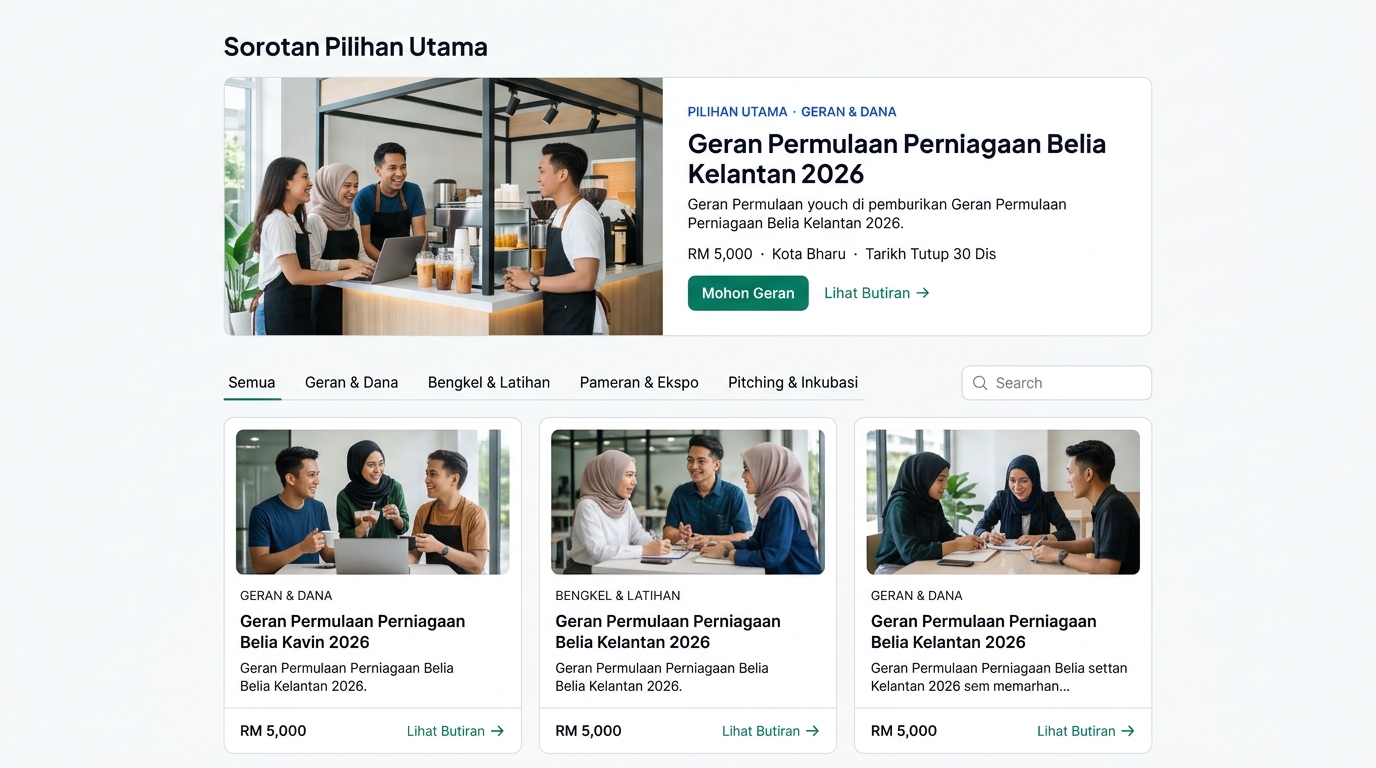 Sorotan Pilihan Utama
PILIHAN UTAMA · GERAN & DANA
Geran Permulaan Perniagaan Belia
Kelantan 2026
Geran Permulaan youch di pemburikan Geran Permulaan
Perniagaan Belia Kelantan 2026.
RM 5,000 · Kota Bharu · Tarikh Tutup 30 Dis
Mohon Geran
Lihat Butiran →
Semua
Geran & Dana
Bengkel & Latihan
Pameran & Ekspo
Pitching & Inkubasi
Search
GERAN & DANA
Geran Permulaan Perniagaan
Belia Kavin 2026
Geran Permulaan Perniagaan Belia
Belia Kelantan 2026.
RM 5,000
Lihat Butiran →
BENGKEL & LATIHAN
Geran Permulaan Perniagaan
Belia Kelantan 2026
Geran Permulaan Perniagaan Belia
Belia Kelantan 2026.
RM 5,000
Lihat Butiran →
GERAN & DANA
Geran Permulaan Perniagaan
Belia Kelantan 2026
Geran Permulaan Perniagaan Belia settan
Kelantan 2026 sem memarhan...
RM 5,000
Lihat Butiran →